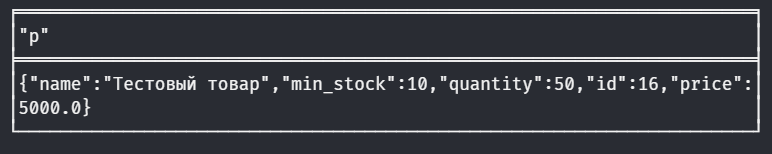 "p"
{"name":"Тестовый товар","min_stock":10,"quantity":50,"id":16,"price":
5000.0}